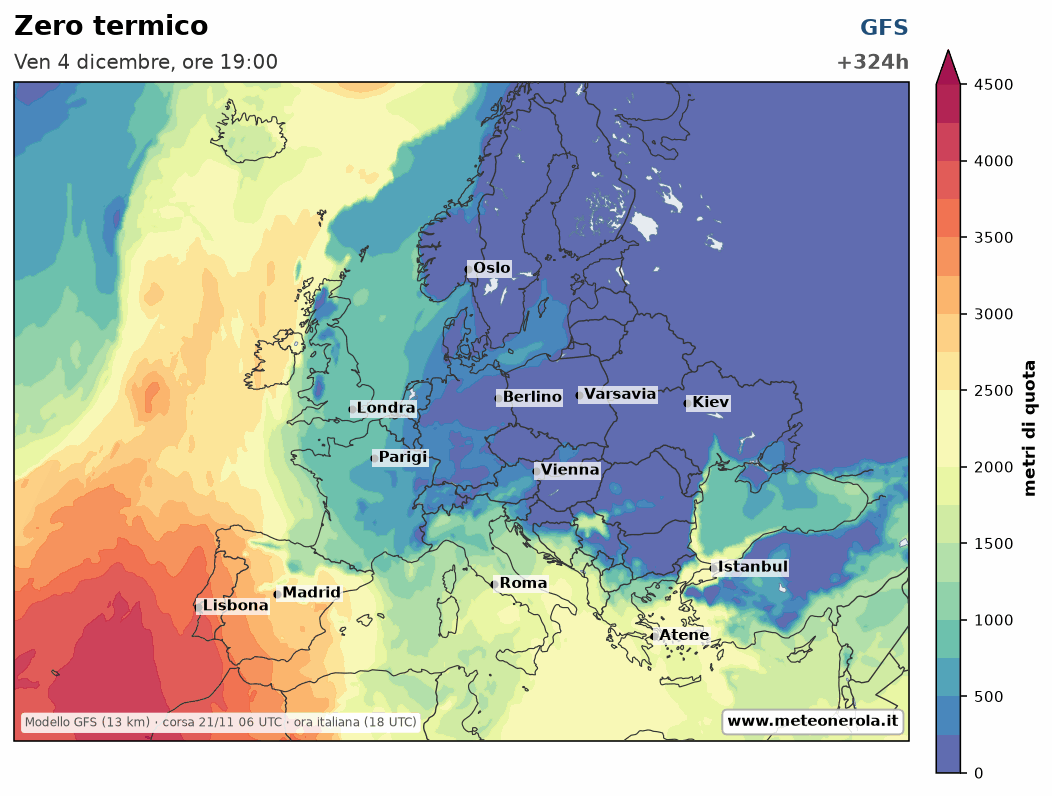 Zero termico
GFS
Ven 4 dicembre, ore 19:00
+324h
4500
4000
3500
3000
2500
2000
1500
1000
500
0
metri di quota
Oslo
Berlino
Varsavia
Kiev
Londra
Parigi
Vienna
Istanbul
Roma
Madrid
Lisbona
Atene
Modello GFS (13 km) · corsa 21/11 06 UTC · ora italiana (18 UTC)
www.meteonerola.it